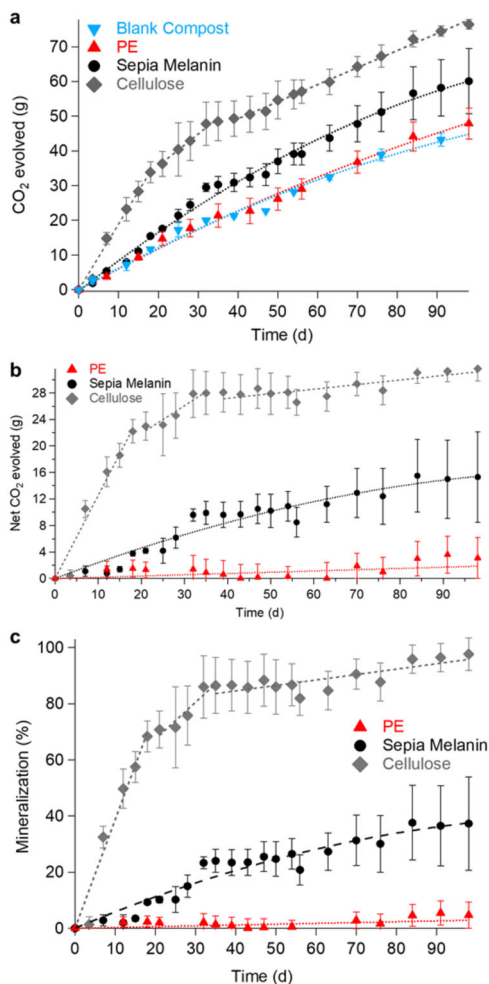 a
Blank Compost
PE
Sepia Melanin
Cellulose
CO2 evolved (g)
70
60
50
40
30
20
10
0
0 10 20 30 40 50 60 70 80 90
Time (d)
b
PE
Sepia Melanin
Cellulose
Net CO2 evolved (g)
28
24
20
16
12
8
4
0
0 10 20 30 40 50 60 70 80 90
Time (d)
c
PE
Sepia Melanin
Cellulose
Mineralization (%)
100
80
60
40
20
0
0 10 20 30 40 50 60 70 80 90
Time (d)